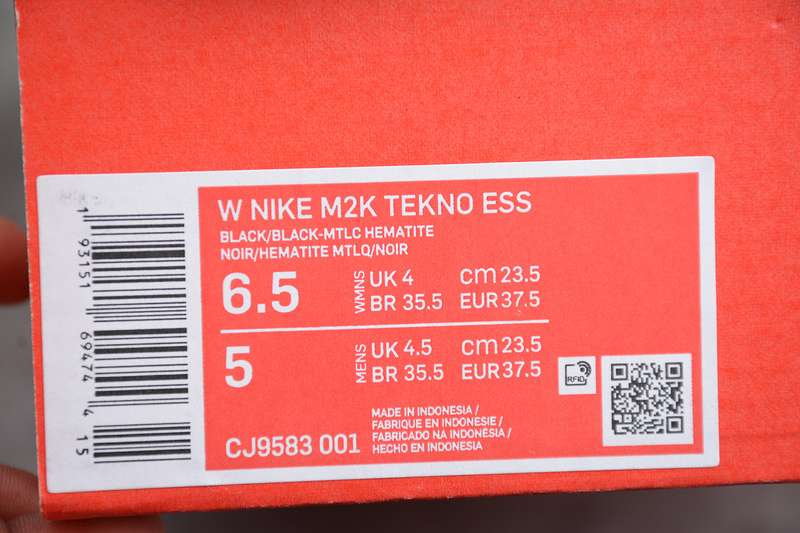 W NIKE M2K TEKNO ESS
BLACK/BLACK-MTLC HEMATITE
NOIR/HEMATITE MTLQ/NOIR
6.5 WMNS UK 4 cm 23.5
BR 35.5 EUR 37.5
5 MENS UK 4.5 cm 23.5
BR 35.5 EUR 37.5
CJ9583 001
MADE IN INDONESIA /
FABRIQUE EN INDONESIE /
FABRICADO NA INDONÉSIA /
HECHO EN INDONESIA
RFID
1 93151 69474 4 15